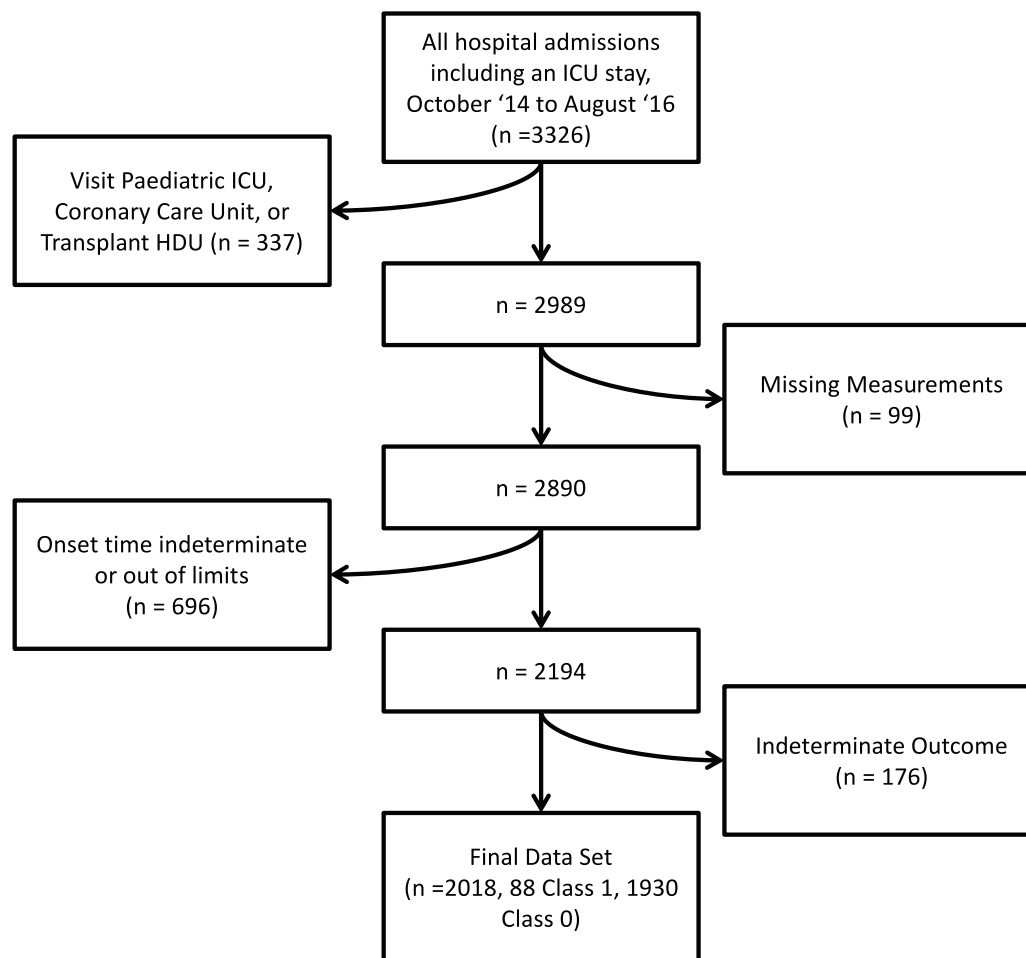 All hospital admissions
including an ICU stay,
October ‘14 to August ‘16
(n =3326)
Visit Paediatric ICU,
Coronary Care Unit, or
Transplant HDU (n = 337)
n = 2989
Missing Measurements
(n = 99)
n = 2890
Onset time indeterminate
or out of limits
(n = 696)
n = 2194
Indeterminate Outcome
(n = 176)
Final Data Set
(n =2018, 88 Class 1, 1930
Class 0)